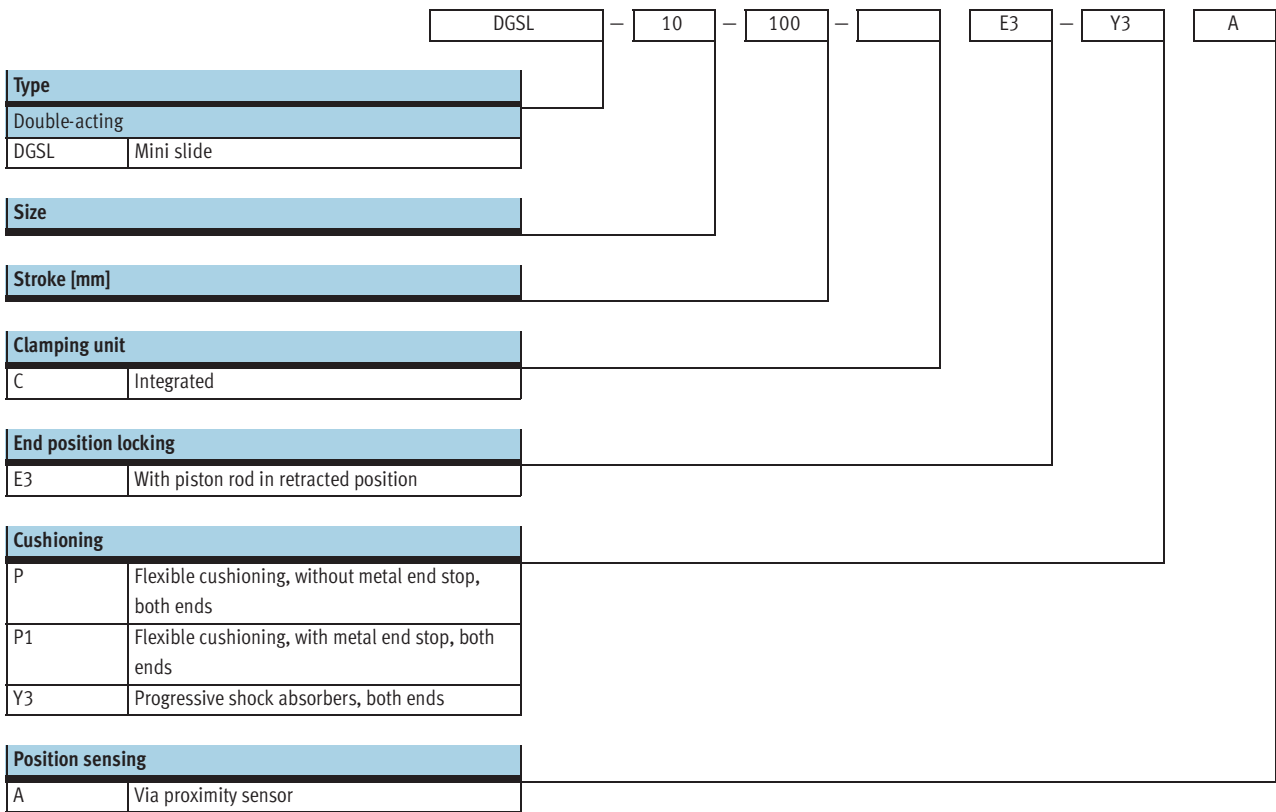 DGSL – 10 – 100 – E3 – Y3 A
Type
Double-acting
DGSL Mini slide
Size
Stroke [mm]
Clamping unit
C Integrated
End position locking
E3 With piston rod in retracted position
Cushioning
P Flexible cushioning, without metal end stop,
both ends
P1 Flexible cushioning, with metal end stop, both
ends
Y3 Progressive shock absorbers, both ends
Position sensing
A Via proximity sensor